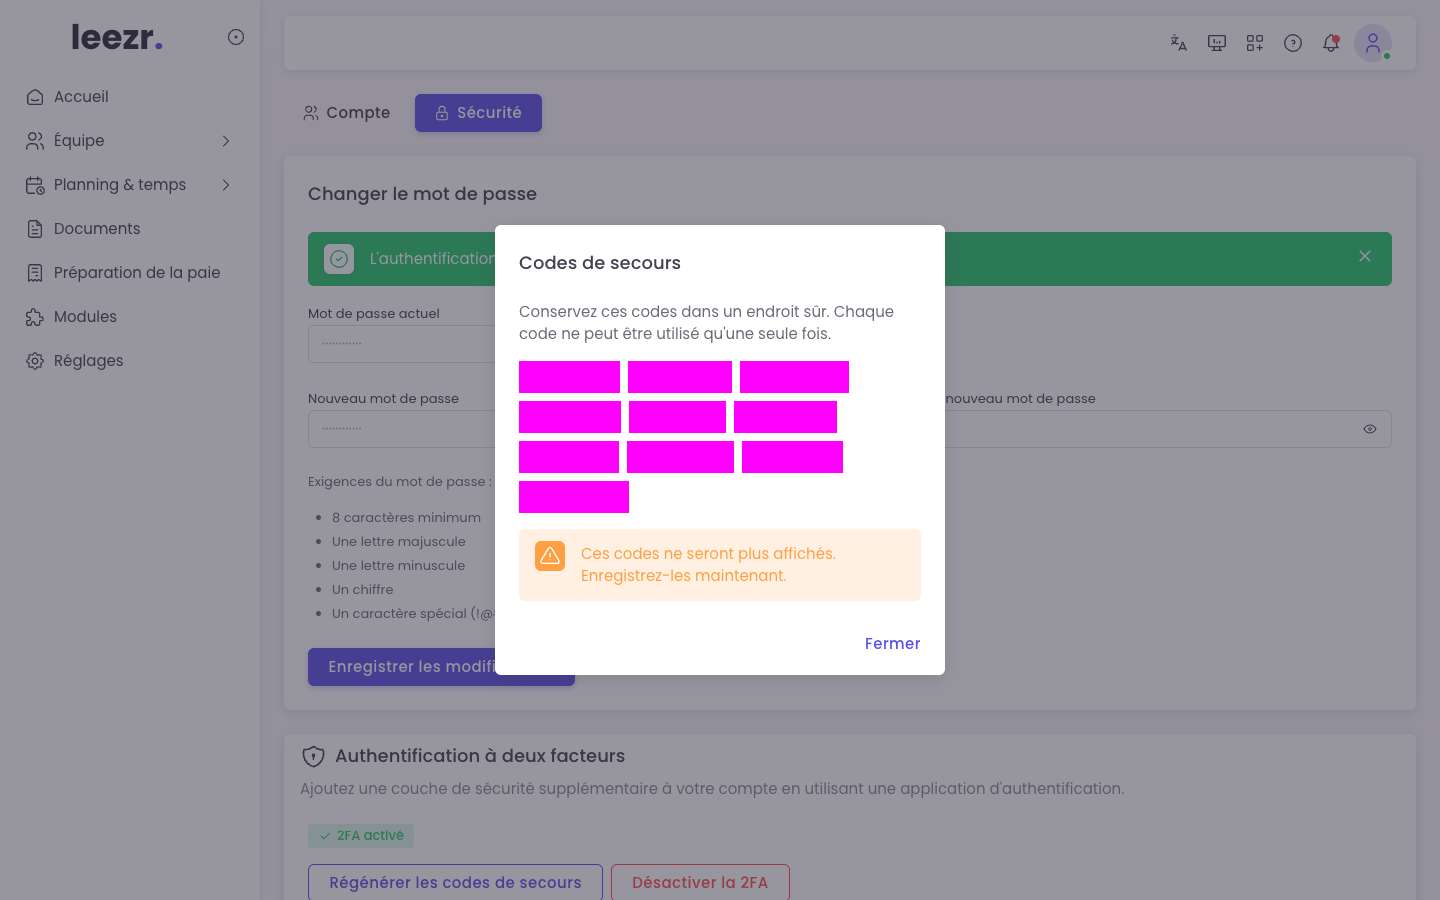 leezr.
Accueil
Équipe
Planning & temps
Documents
Préparation de la paie
Modules
Réglages
Compte
Sécurité
Changer le mot de passe
L'authentification
Mot de passe actuel
Nouveau mot de passe
nouveau mot de passe
Exigences du mot de passe :
8 caractères minimum
Une lettre majuscule
Une lettre minuscule
Un chiffre
Un caractère spécial (!@
Enregistrer les modifi
Codes de secours
Conservez ces codes dans un endroit sûr. Chaque
code ne peut être utilisé qu'une seule fois.
Ces codes ne seront plus affichés.
Enregistrez-les maintenant.
Fermer
Authentification à deux facteurs
Ajoutez une couche de sécurité supplémentaire à votre compte en utilisant une application d'authentification.
2FA activé
Régénérer les codes de secours
Désactiver la 2FA